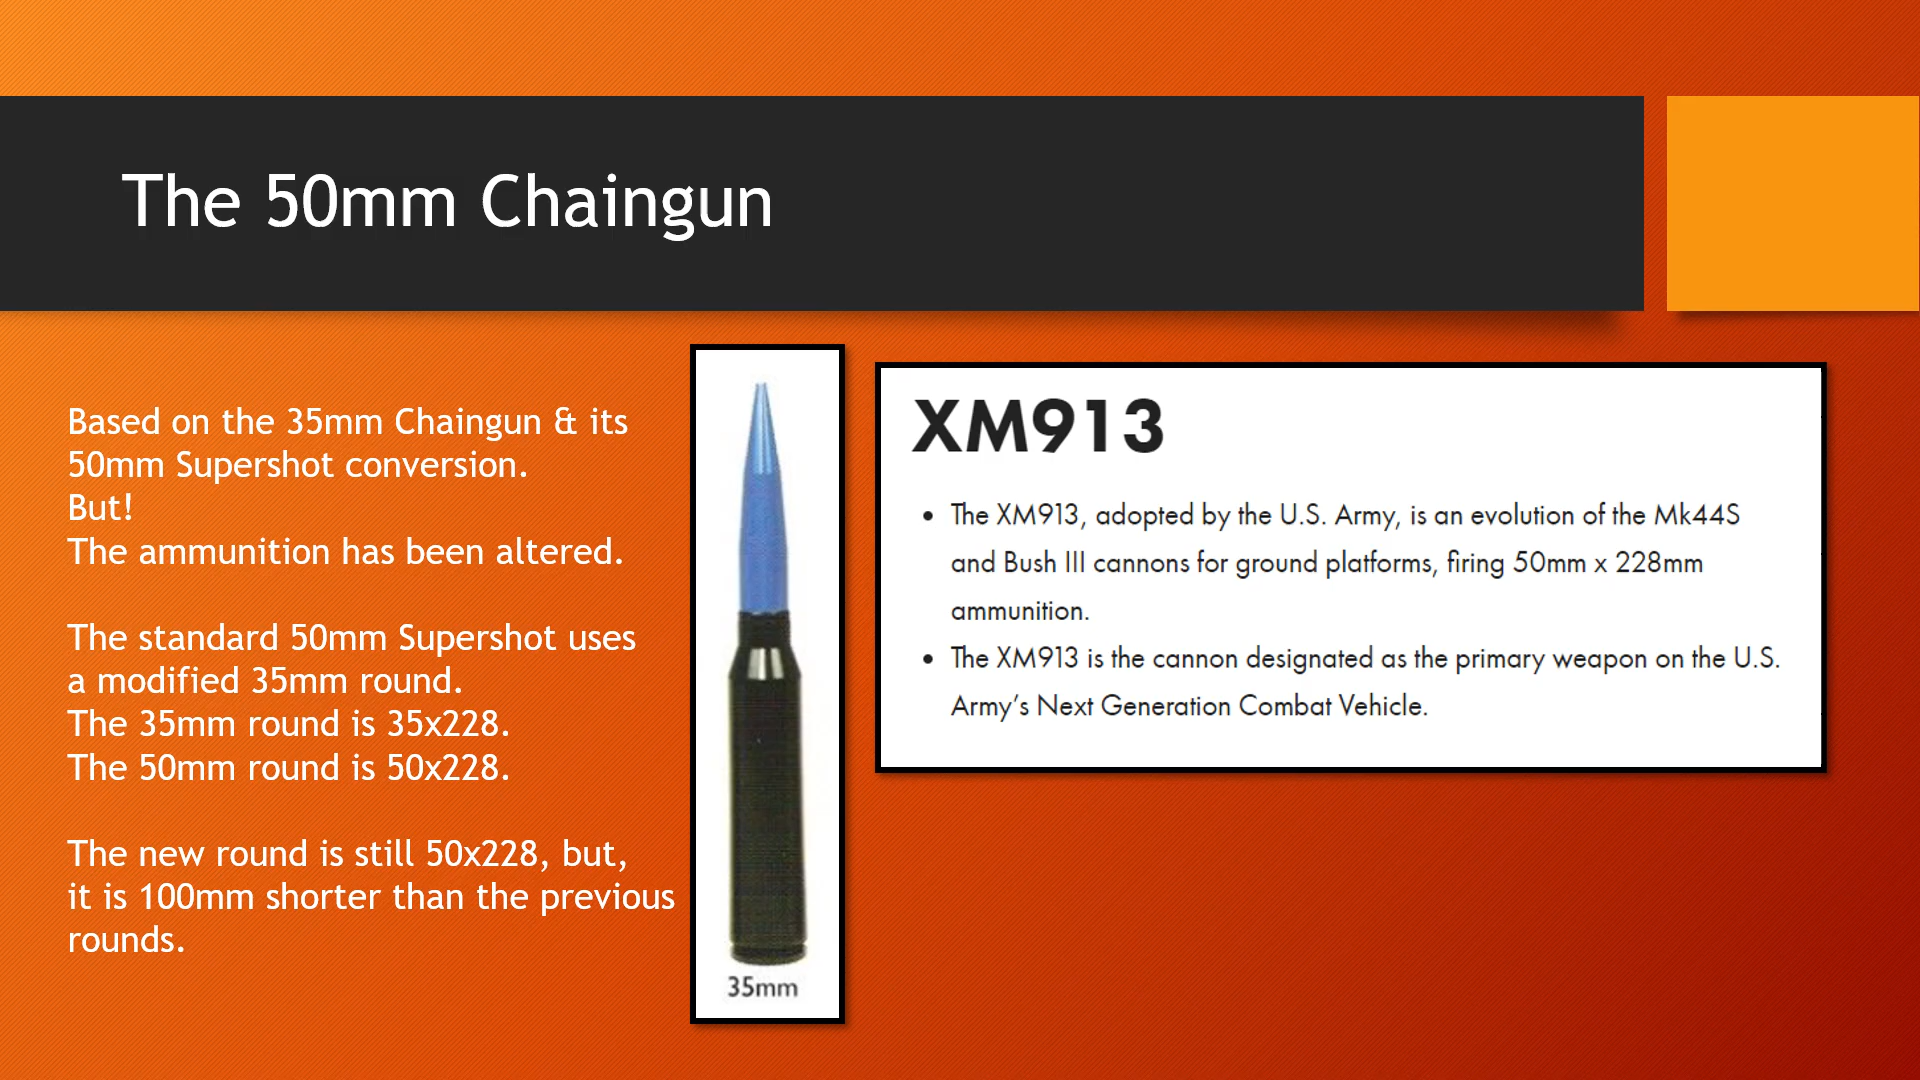 The 50mm Chaingun
Based on the 35mm Chaingun & its
50mm Supershot conversion.
But!
The ammunition has been altered.
The standard 50mm Supershot uses
a modified 35mm round.
The 35mm round is 35x228.
The 50mm round is 50x228.
The new round is still 50x228, but,
it is 100mm shorter than the previous
rounds.
35mm
XM913
• The XM913, adopted by the U.S. Army, is an evolution of the Mk44S
and Bush III cannons for ground platforms, firing 50mm x 228mm
ammunition.
• The XM913 is the cannon designated as the primary weapon on the U.S.
Army’s Next Generation Combat Vehicle.